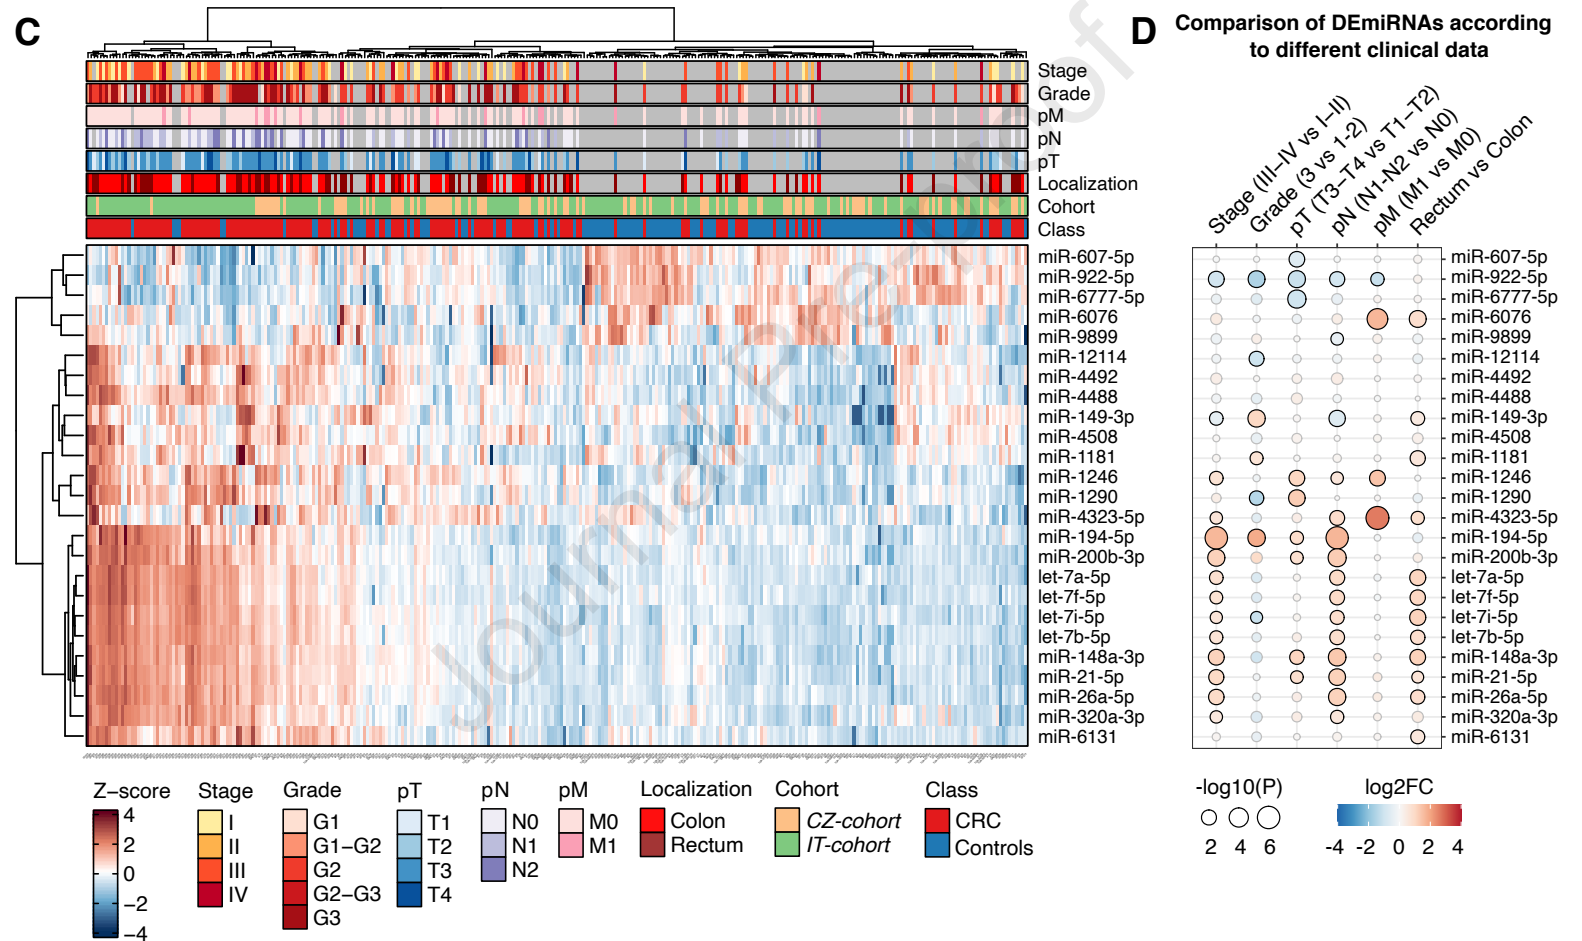 C
Stage
Grade
pM
pN
pT
Localization
Cohort
Class
miR-607-5p
miR-922-5p
miR-6777-5p
miR-6076
miR-9899
miR-12114
miR-4492
miR-4488
miR-149-3p
miR-4508
miR-1181
miR-1246
miR-1290
miR-4323-5p
miR-194-5p
miR-200b-3p
let-7a-5p
let-7f-5p
let-7i-5p
let-7b-5p
miR-148a-3p
miR-21-5p
miR-26a-5p
miR-320a-3p
miR-6131
Z-score
4
2
0
-2
-4
Stage
I
II
III
IV
Grade
G1
G1-G2
G2
G2-G3
G3
pT
T1
T2
T3
T4
pN
N0
N1
N2
pM
M0
M1
Localization
Colon
Rectum
Cohort
CZ-cohort
IT-cohort
Class
CRC
Controls
D
Comparison of DEmiRNAs according
to different clinical data
Stage (III-IV vs I-II)
Grade (3 vs 1-2)
pT (T3-T4 vs T1-T2)
pN (N1-N2 vs N0)
pM (M1 vs M0)
Rectum vs Colon
miR-607-5p
miR-922-5p
miR-6777-5p
miR-6076
miR-9899
miR-12114
miR-4492
miR-4488
miR-149-3p
miR-4508
miR-1181
miR-1246
miR-1290
miR-4323-5p
miR-194-5p
miR-200b-3p
let-7a-5p
let-7f-5p
let-7i-5p
let-7b-5p
miR-148a-3p
miR-21-5p
miR-26a-5p
miR-320a-3p
miR-6131
-log10(P)
2 4 6
log2FC
-4 -2 0 2 4
Journal Pre-proof